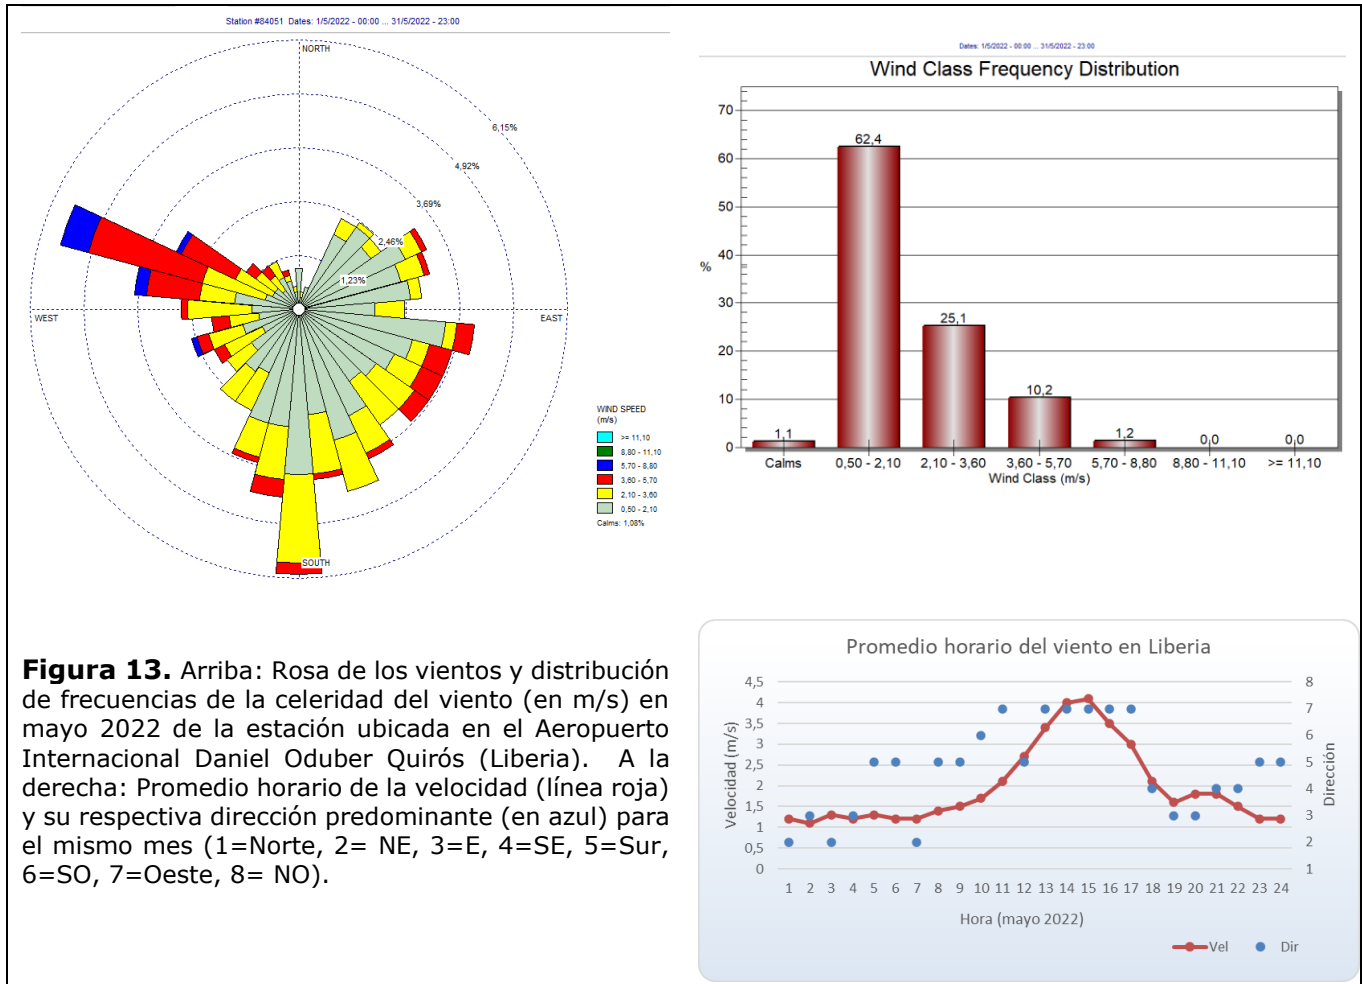 Station #84051 Dates: 1/5/2022 - 00:00 ... 31/5/2022 - 23:00
NORTH
6,15%
4,92%
3,69%
2,46%
1,23%
WEST
EAST
SOUTH
WIND SPEED
(m/s)
>= 11,10
8,80 - 11,10
5,70 - 8,80
3,60 - 5,70
2,10 - 3,60
0,50 - 2,10
Calms: 1,08%
Dates: 1/5/2022 - 00:00 ... 31/5/2022 - 23:00
Wind Class Frequency Distribution
70
60
50
40
30
20
10
0
%
1,1
62,4
25,1
10,2
1,2
0,0
0,0
Calms 0,50 - 2,10 2,10 - 3,60 3,60 - 5,70 5,70 - 8,80 8,80 - 11,10 >= 11,10
Wind Class (m/s)
Figura 13. Arriba: Rosa de los vientos y distribución
de frecuencias de la celeridad del viento (en m/s) en
mayo 2022 de la estación ubicada en el Aeropuerto
Internacional Daniel Oduber Quirós (Liberia). A la
derecha: Promedio horario de la velocidad (línea roja)
y su respectiva dirección predominante (en azul) para
el mismo mes (1=Norte, 2= NE, 3=E, 4=SE, 5=Sur,
6=SO, 7=Oeste, 8= NO).
Promedio horario del viento en Liberia
4,5
4
3,5
3
2,5
2
1,5
1
0,5
0
Velocidad (m/s)
8
7
6
5
4
3
2
1
Dirección
1 2 3 4 5 6 7 8 9 10 11 12 13 14 15 16 17 18 19 20 21 22 23 24
Hora (mayo 2022)
Vel Dir